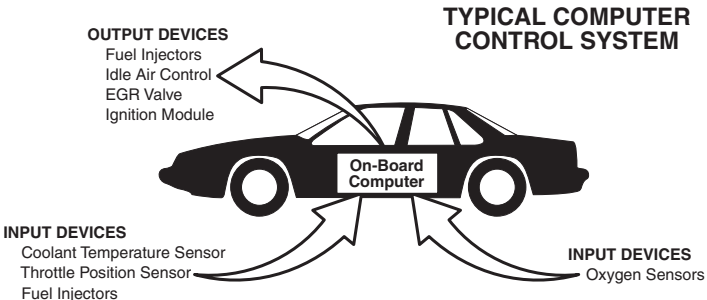 TYPICAL COMPUTER
CONTROL SYSTEM
OUTPUT DEVICES
Fuel Injectors
Idle Air Control
EGR Valve
Ignition Module
On-Board
Computer
INPUT DEVICES
Coolant Temperature Sensor
Throttle Position Sensor
Fuel Injectors
INPUT DEVICES
Oxygen Sensors